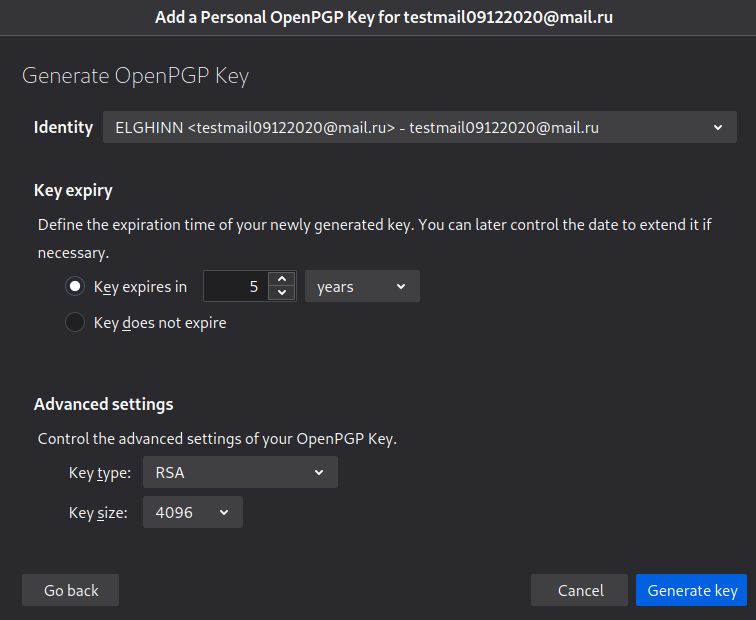 Add a Personal OpenPGP Key for testmail09122020@mail.ru
Generate OpenPGP Key
Identity ELGHINN <testmail09122020@mail.ru> - testmail09122020@mail.ru
Key expiry
Define the expiration time of your newly generated key. You can later control the date to extend it if
necessary.
Key expires in 5 years
Key does not expire
Advanced settings
Control the advanced settings of your OpenPGP Key.
Key type: RSA
Key size: 4096
Go back Cancel Generate key